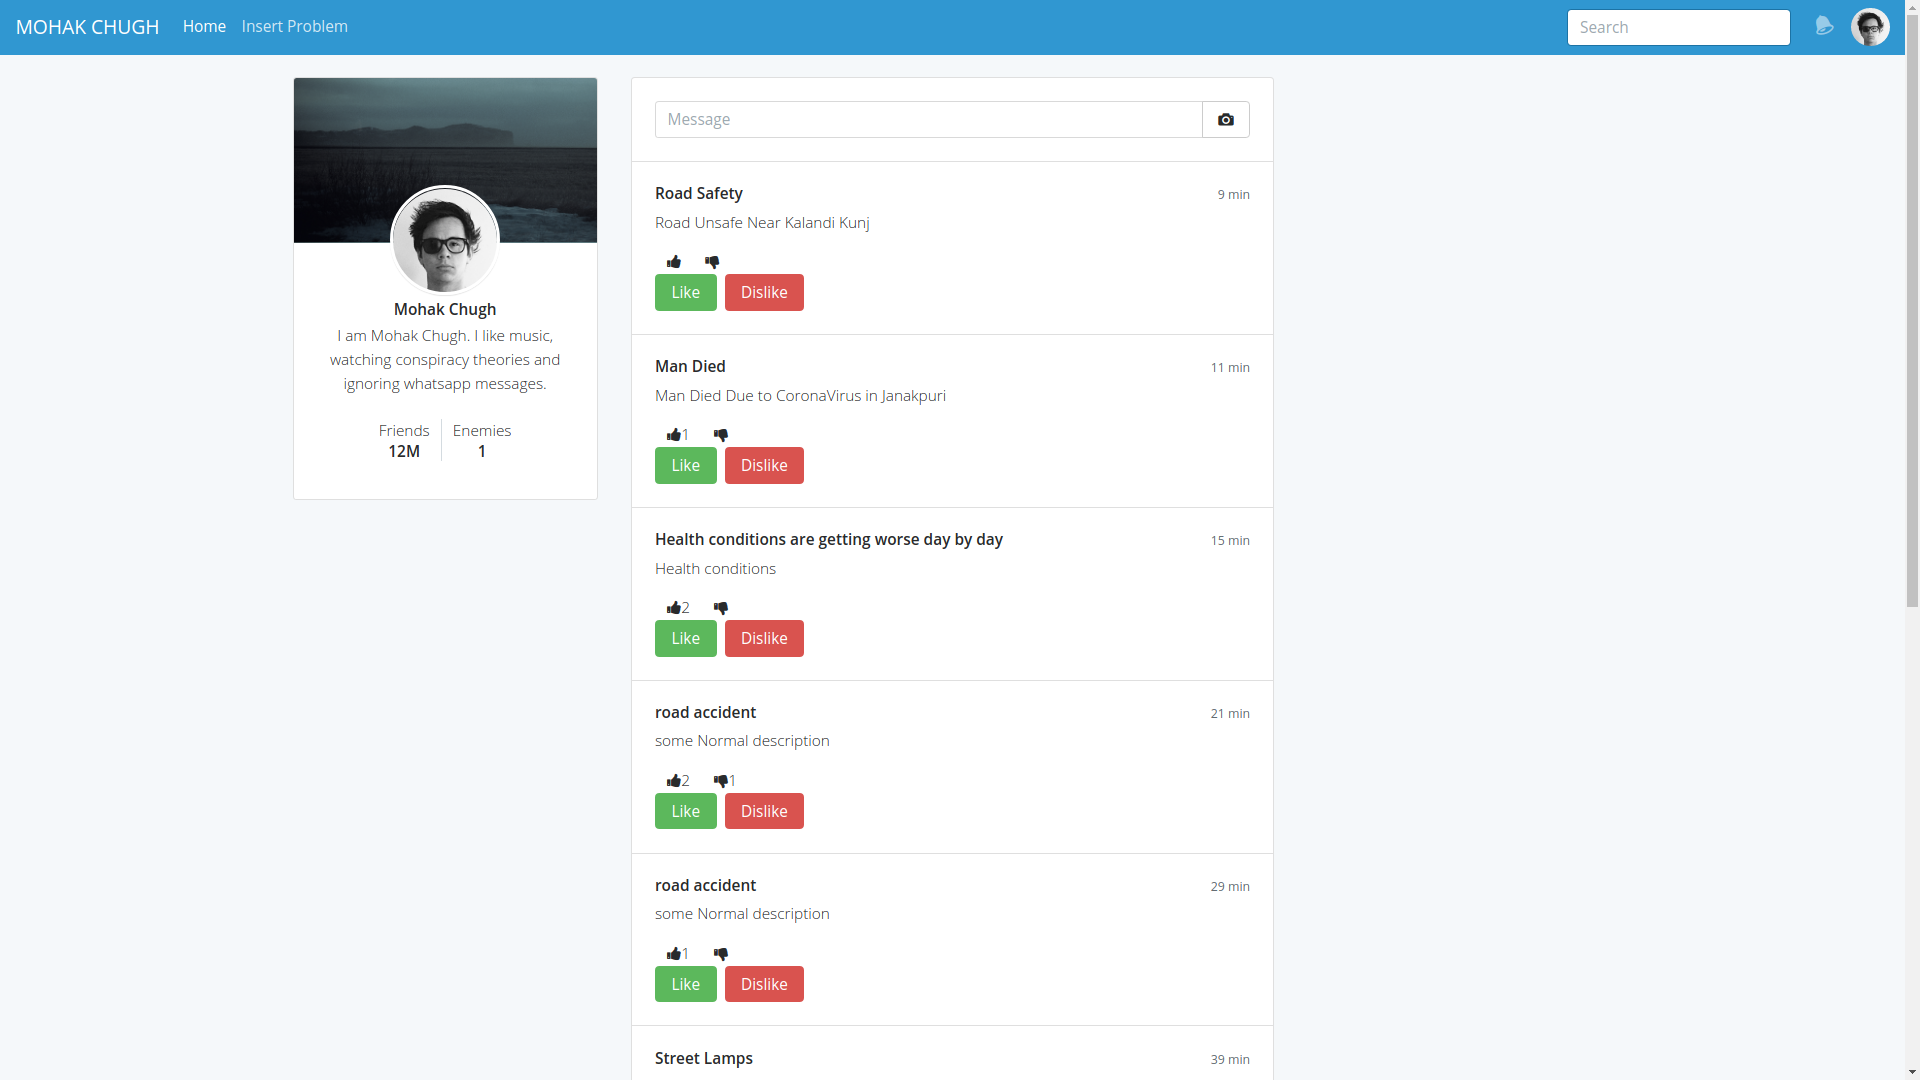 MOHAK CHUGH Home Insert Problem Search
Mohak Chugh
I am Mohak Chugh. I like music,
watching conspiracy theories and
ignoring whatsapp messages.
Friends Enemies
12M 1
Message
Road Safety 9 min
Road Unsafe Near Kalandi Kunj
Like Dislike
Man Died 11 min
Man Died Due to CoronaVirus in Janakpuri
1
Like Dislike
Health conditions are getting worse day by day 15 min
Health conditions
2
Like Dislike
road accident 21 min
some Normal description
2 1
Like Dislike
road accident 29 min
some Normal description
1
Like Dislike
Street Lamps 39 min